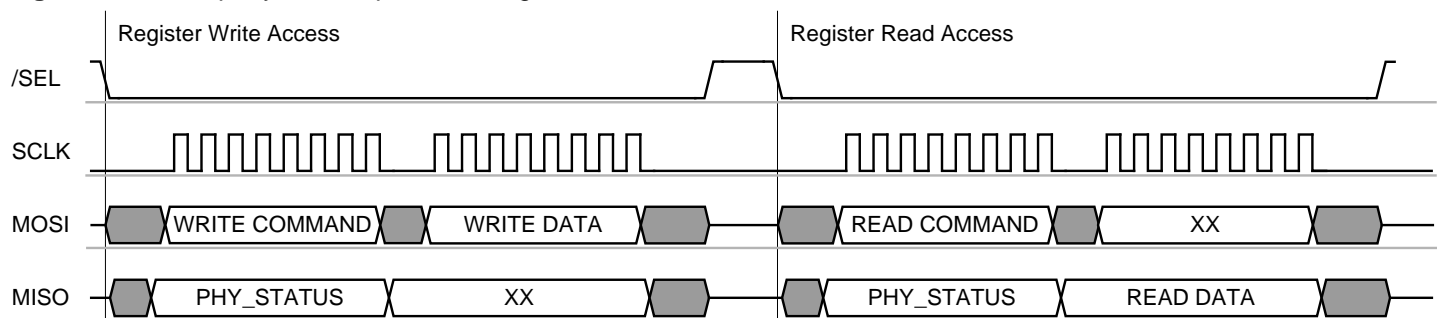 Register Write Access Register Read Access
/SEL
SCLK
MOSI WRITE COMMAND WRITE DATA READ COMMAND XX
MISO PHY_STATUS XX PHY_STATUS READ DATA